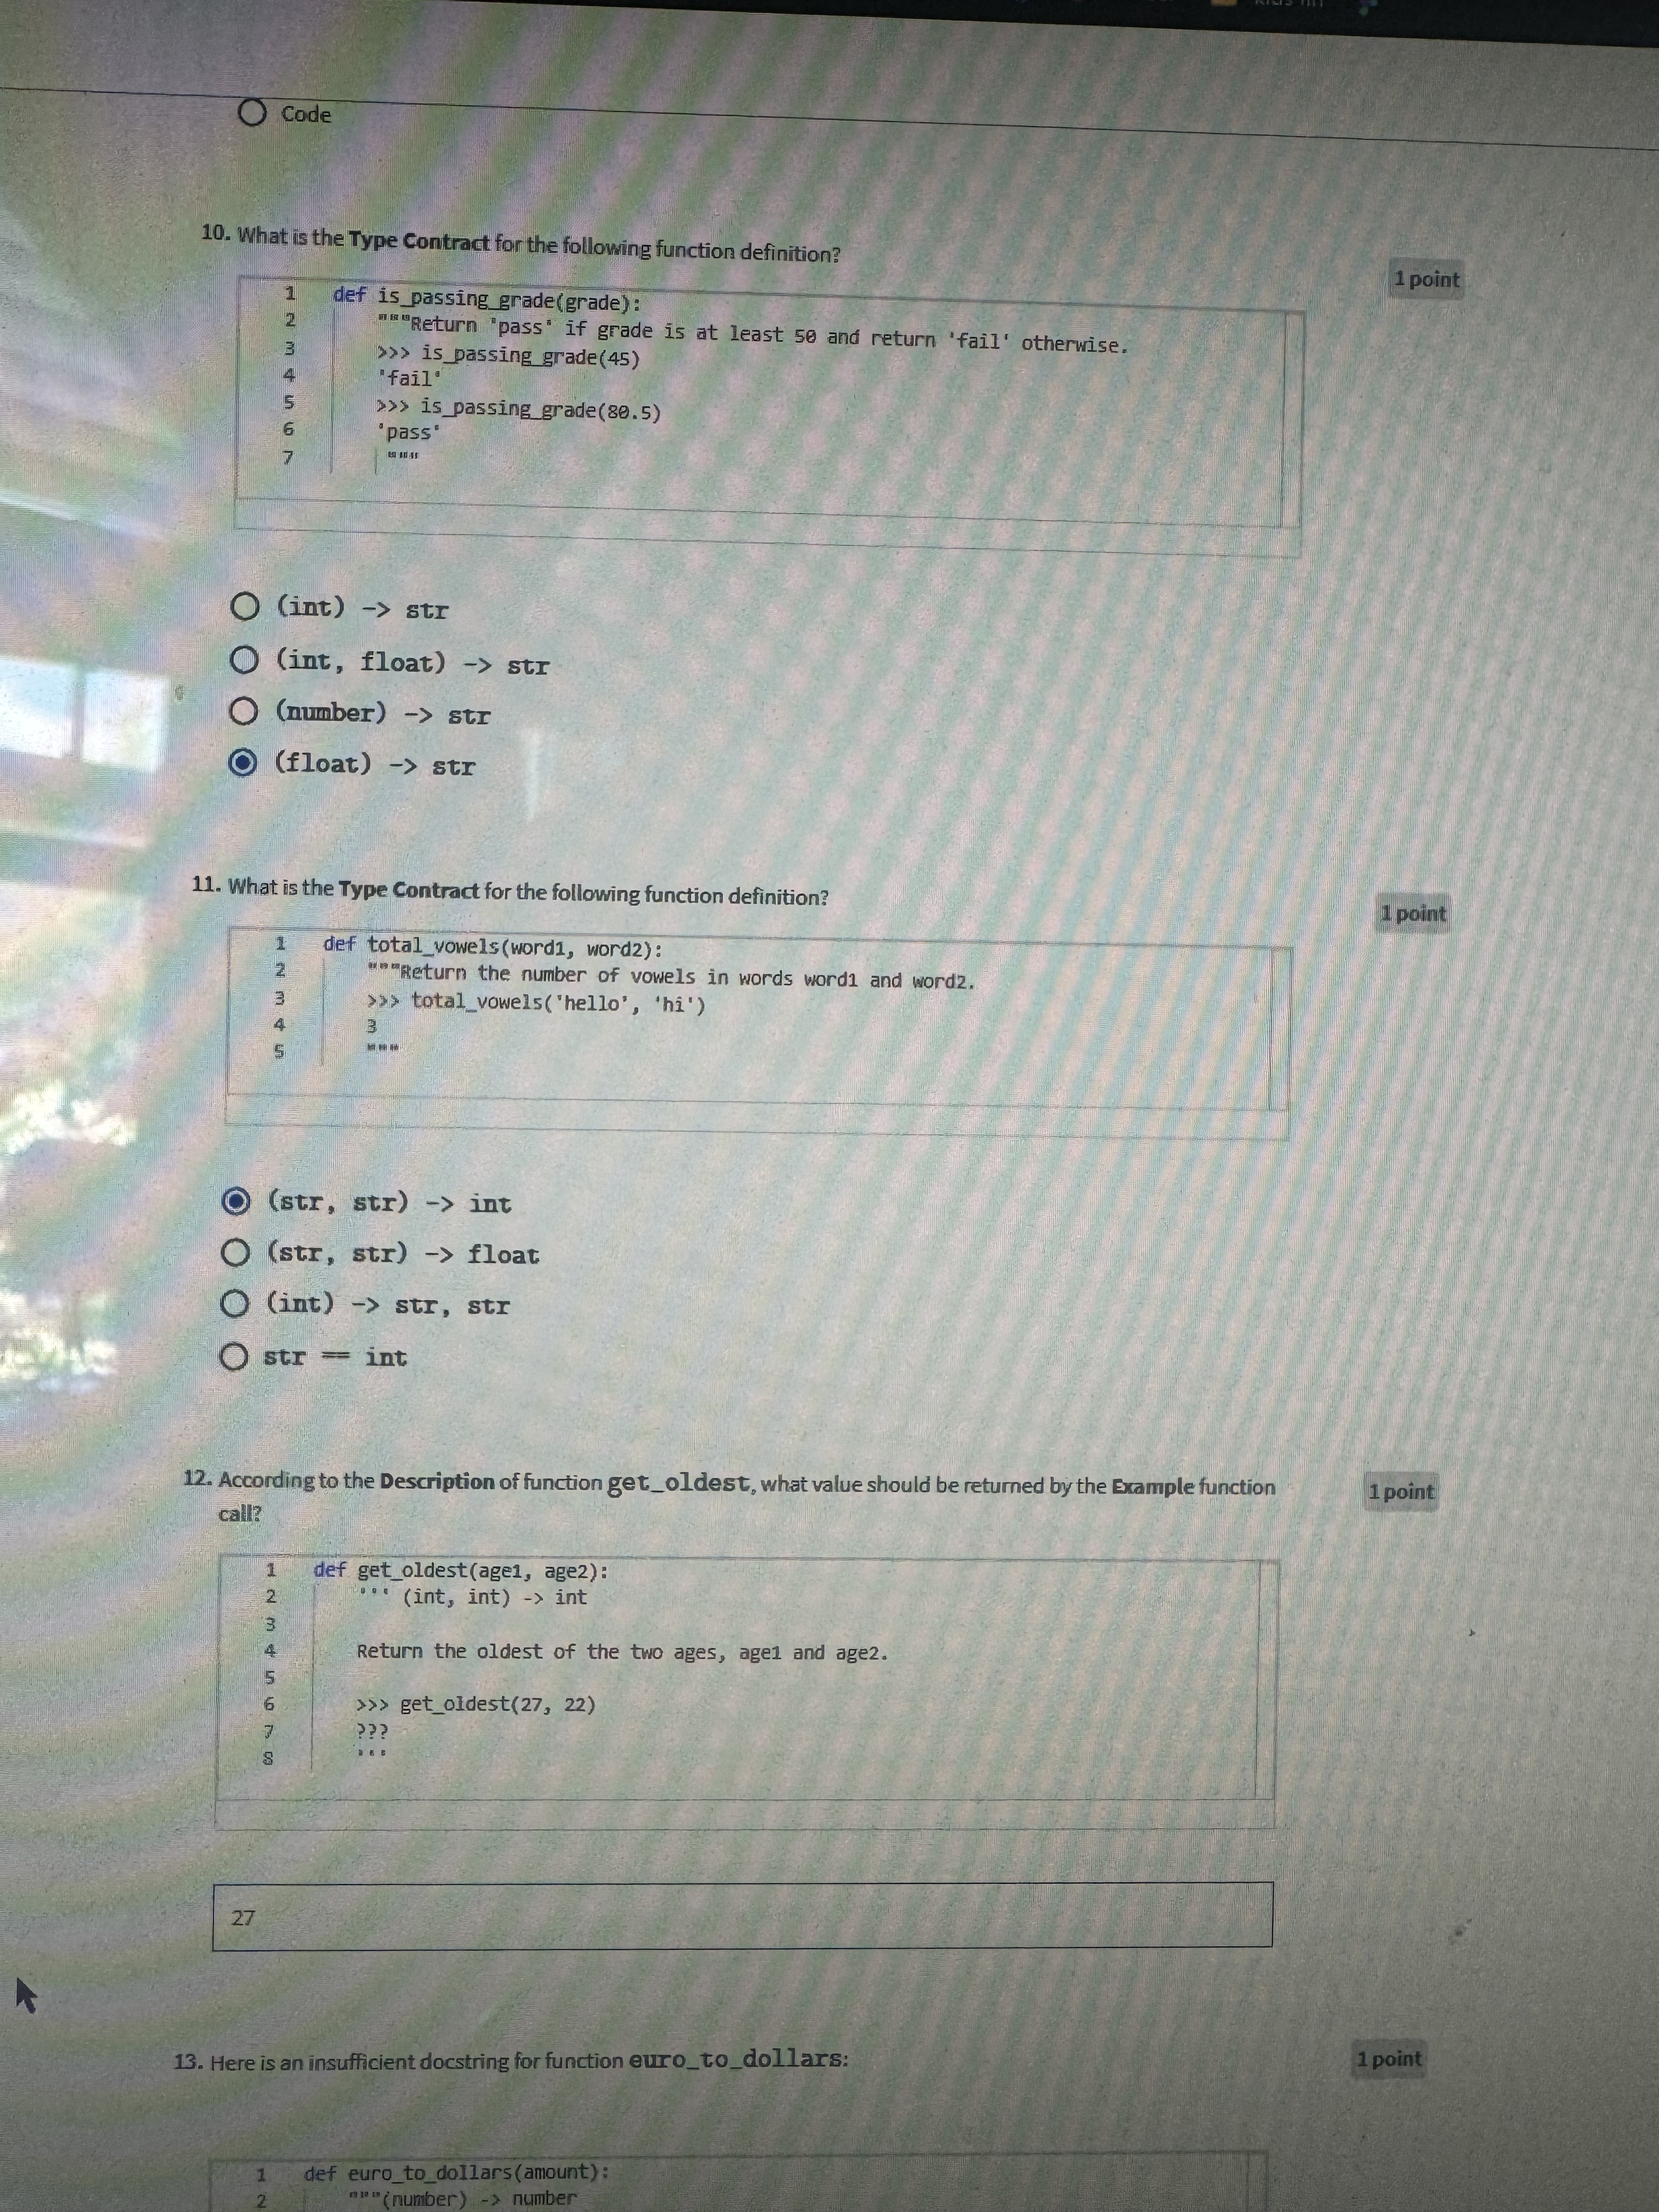 Code
10. What is the Type Contract for the following function definition?
1 point
1 def is_passing_grade(grade):
2 """Return 'pass' if grade is at least 50 and return 'fail' otherwise.
3 >>> is_passing_grade(45)
4 'fail'
5 >>> is_passing_grade(80.5)
6 'pass'
7 """
(int) -> str
(int, float) -> str
(number) -> str
(float) -> str
11. What is the Type Contract for the following function definition?
1 point
1 def total_vowels(word1, word2):
2 """Return the number of vowels in words word1 and word2.
3 >>> total_vowels('hello', 'hi')
4 3
5 """
(str, str) -> int
(str, str) -> float
(int) -> str, str
str == int
12. According to the Description of function get_oldest, what value should be returned by the Example function
call?
1 point
1 def get_oldest(age1, age2):
2 ''' (int, int) -> int
3
4 Return the oldest of the two ages, age1 and age2.
5
6 >>> get_oldest(27, 22)
7 ???
8 '''
27
13. Here is an insufficient docstring for function euro_to_dollars:
1 point
1 def euro_to_dollars(amount):
2 """(number) -> number